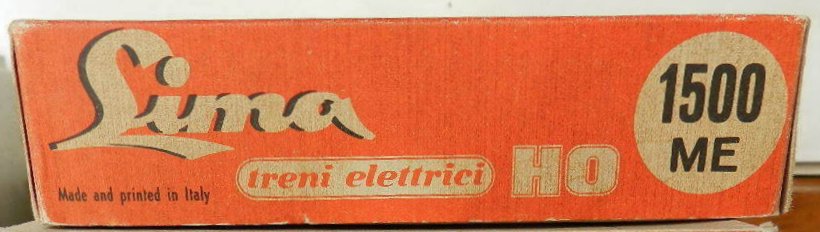 Lima
treni elettrici HO
Made and printed in Italy
1500
ME